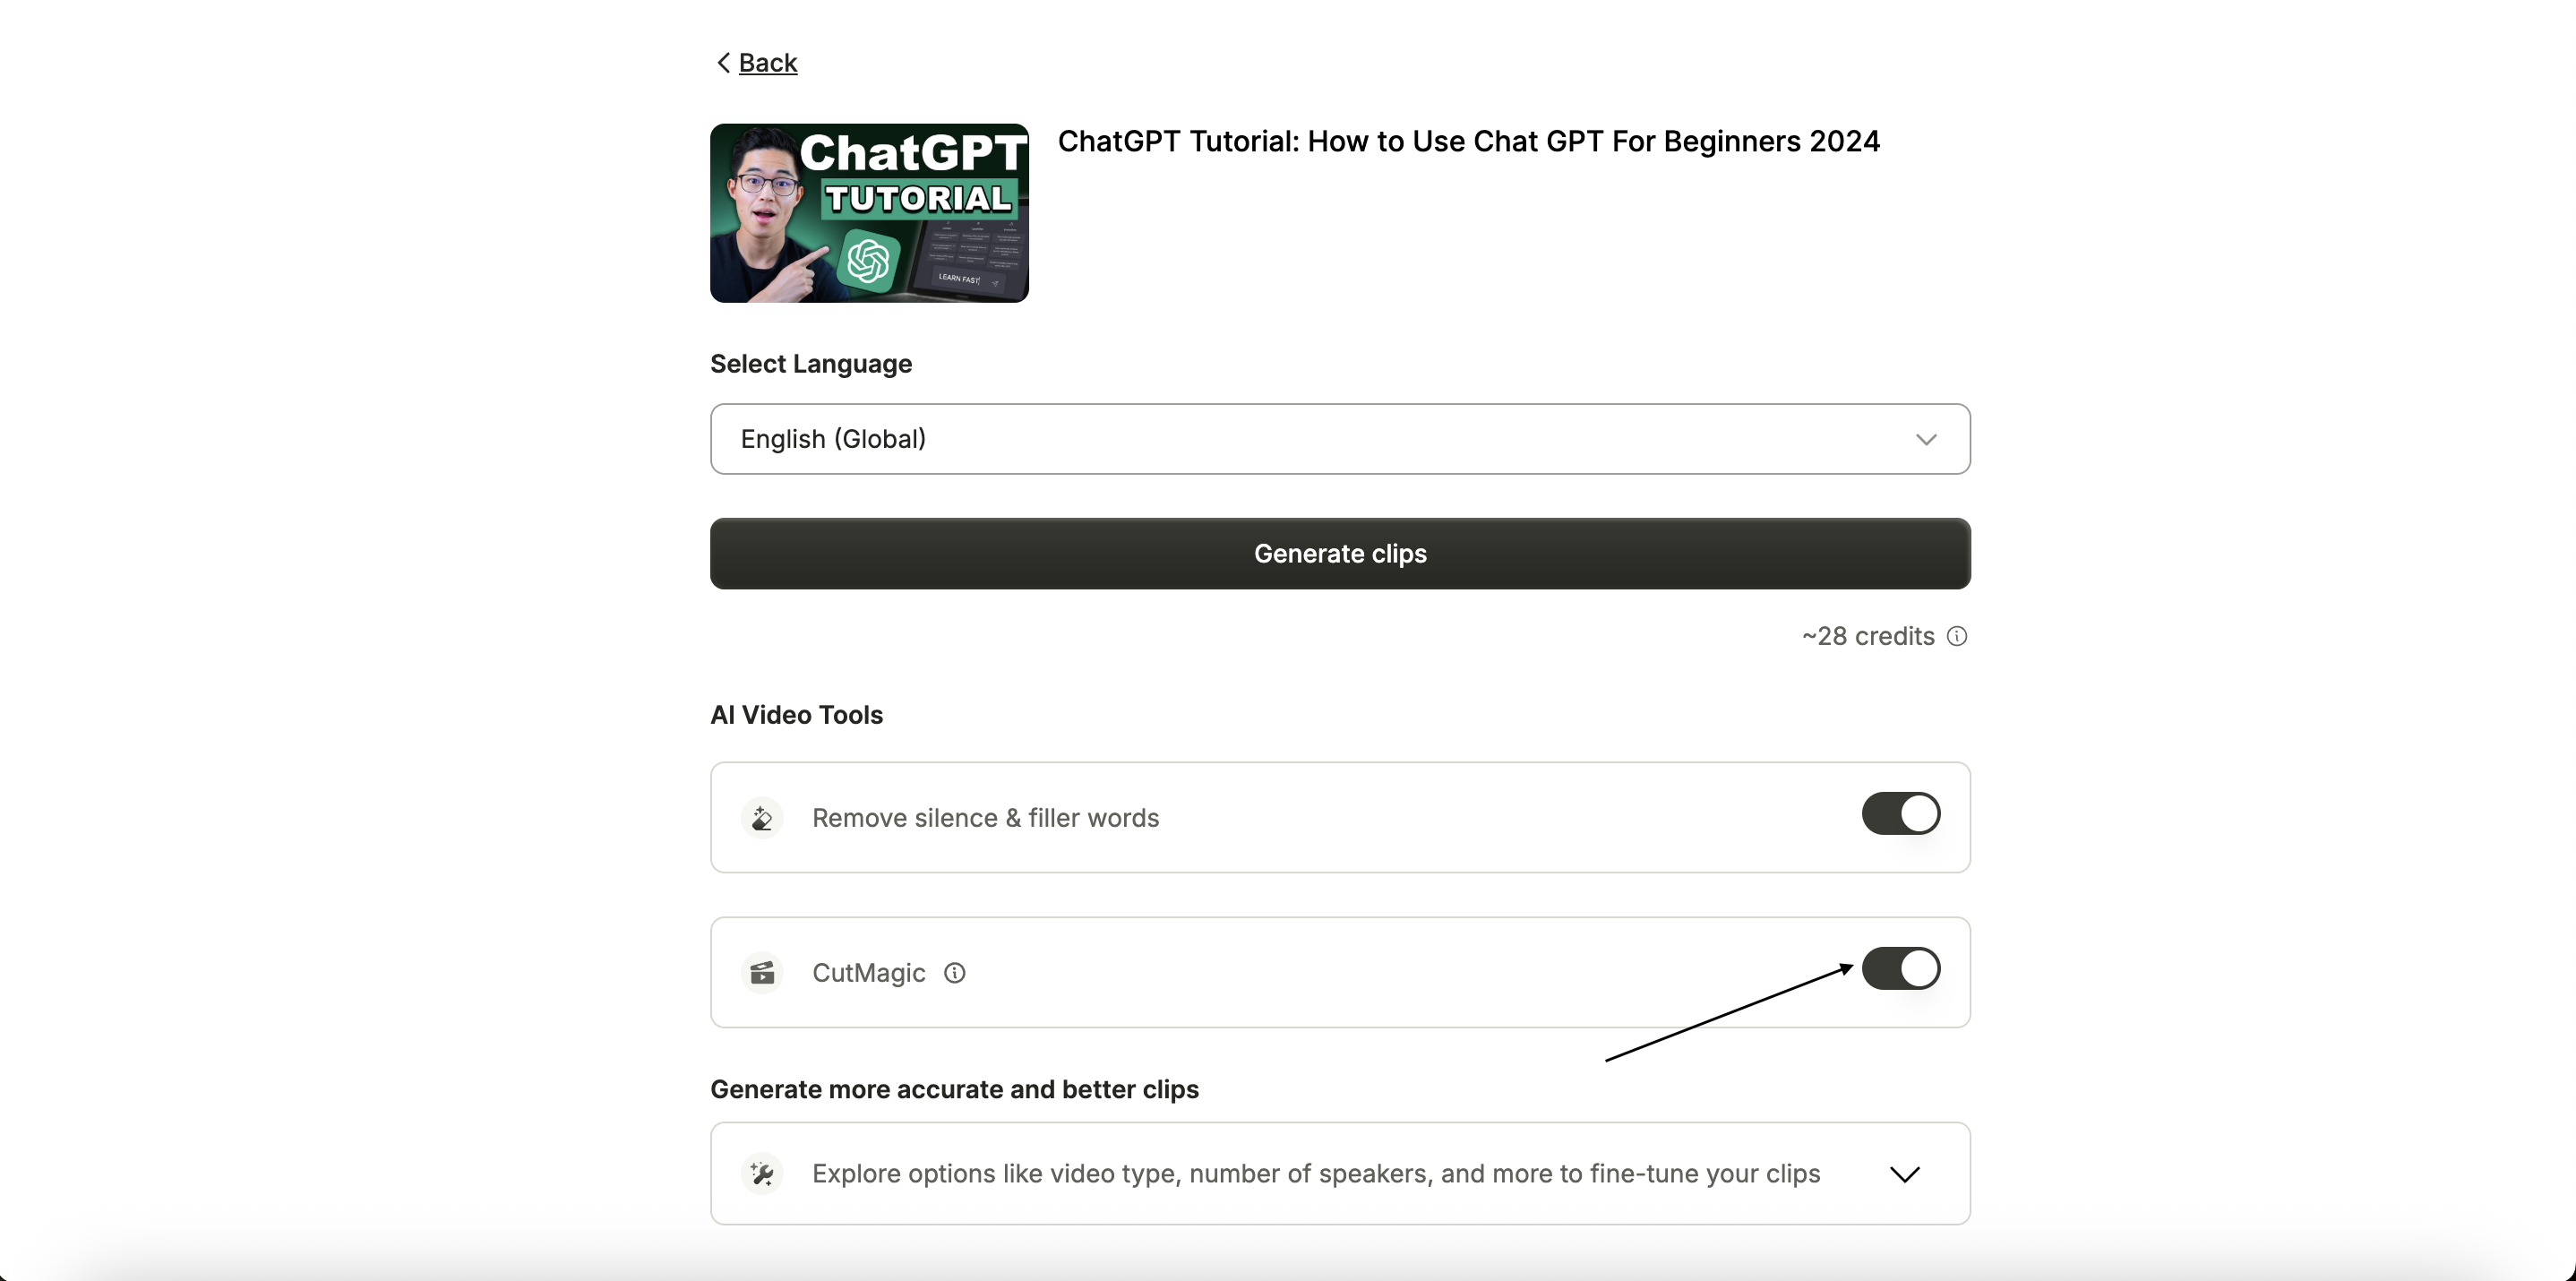 Back
ChatGPT
TUTORIAL
LEARN FAST
ChatGPT Tutorial: How to Use Chat GPT For Beginners 2024
Select Language
English (Global)
Generate clips
~28 credits
AI Video Tools
Remove silence & filler words
CutMagic
Generate more accurate and better clips
Explore options like video type, number of speakers, and more to fine-tune your clips